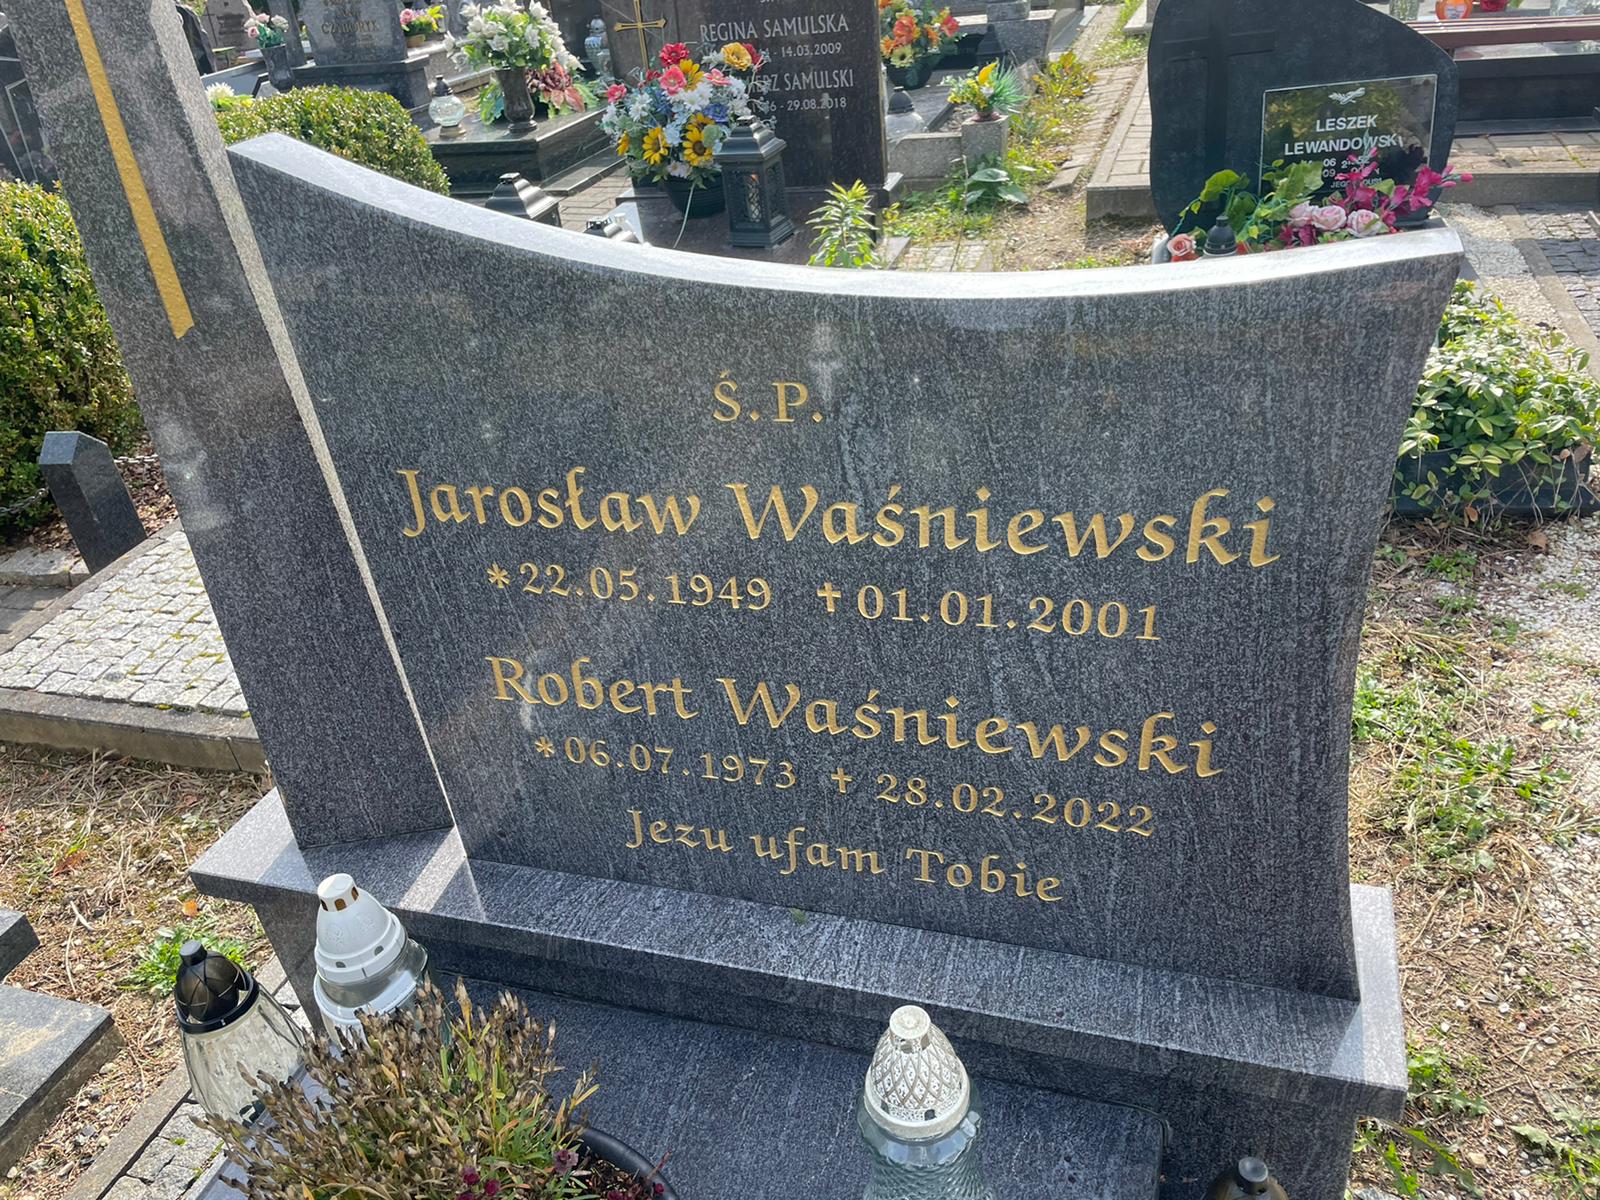 REGINA SAMULSKA
- 14.03.2009
SAMULSKI
- 29.08.2018
LESZEK
LEWANDOWSKI
Ś.P.
Jarosław Waśniewski
*22.05.1949 ✝01.01.2001
Robert Waśniewski
*06.07.1973 ✝ 28.02.2022
Jezu ufam Tobie